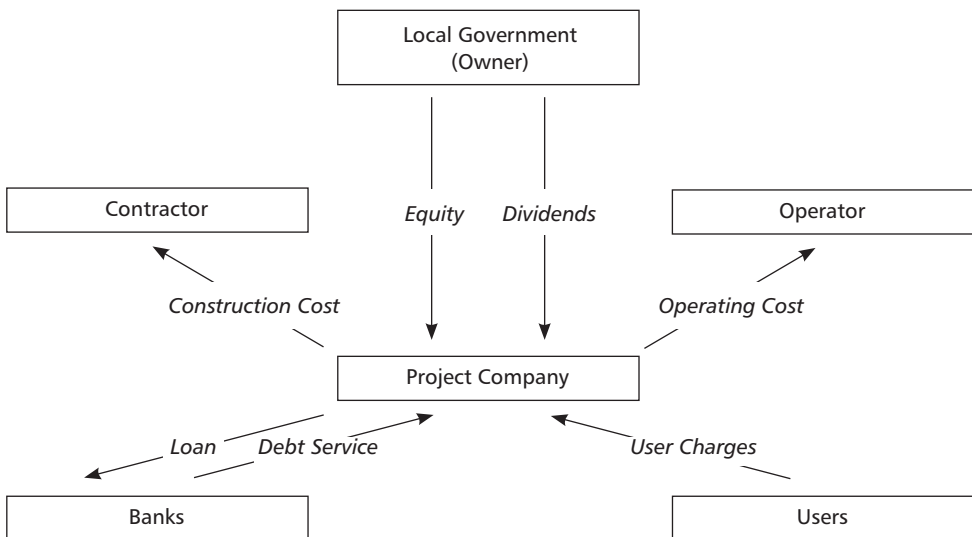 Local Government
(Owner)
Contractor
Equity
Dividends
Operator
Construction Cost
Operating Cost
Project Company
Loan
Debt Service
User Charges
Banks
Users